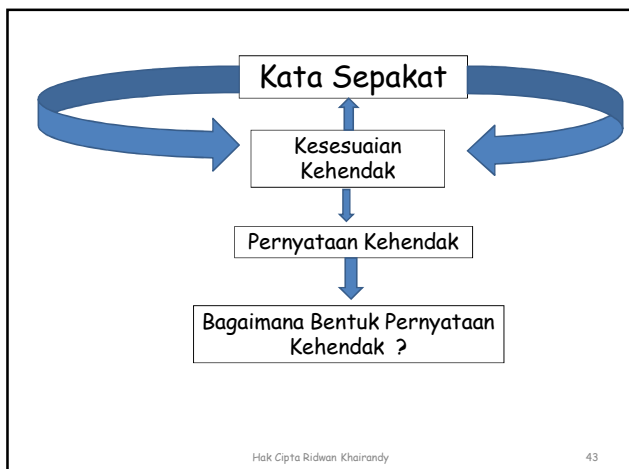 Kata Sepakat
Kesesuaian
Kehendak
Pernyataan Kehendak
Bagaimana Bentuk Pernyataan
Kehendak ?
Hak Cipta Ridwan Khairandy
43